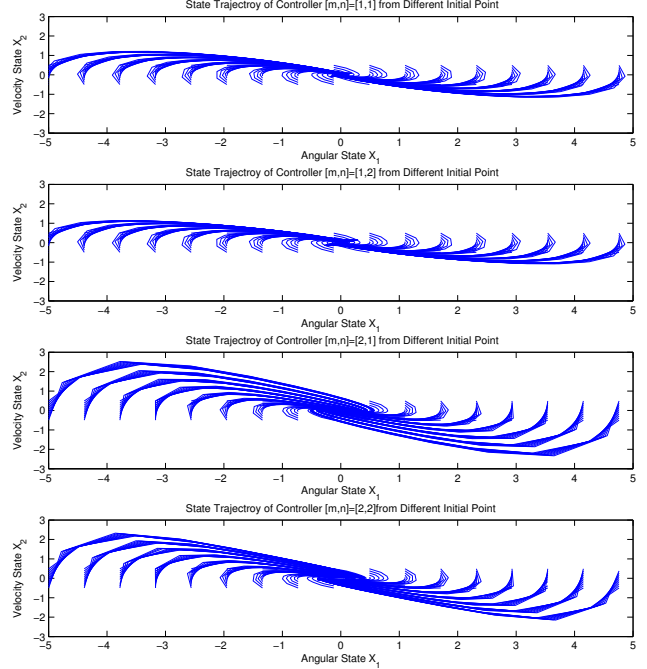 State Trajectroy of Controller [m,n]=[1,1] from Different Initial Point
3
2
1
0
−1
−2
−3
Velocity State X2
−5 −4 −3 −2 −1 0 1 2 3 4 5
Angular State X1
State Trajectroy of Controller [m,n]=[1,2] from Different Initial Point
3
2
1
0
−1
−2
−3
Velocity State X2
−5 −4 −3 −2 −1 0 1 2 3 4 5
Angular State X1
State Trajectroy of Controller [m,n]=[2,1] from Different Initial Point
3
2
1
0
−1
−2
−3
Velocity State X2
−5 −4 −3 −2 −1 0 1 2 3 4 5
Angular State X1
State Trajectroy of Controller [m,n]=[2,2]from Different Initial Point
3
2
1
0
−1
−2
−3
Velocity State X2
−5 −4 −3 −2 −1 0 1 2 3 4 5
Angular State X1